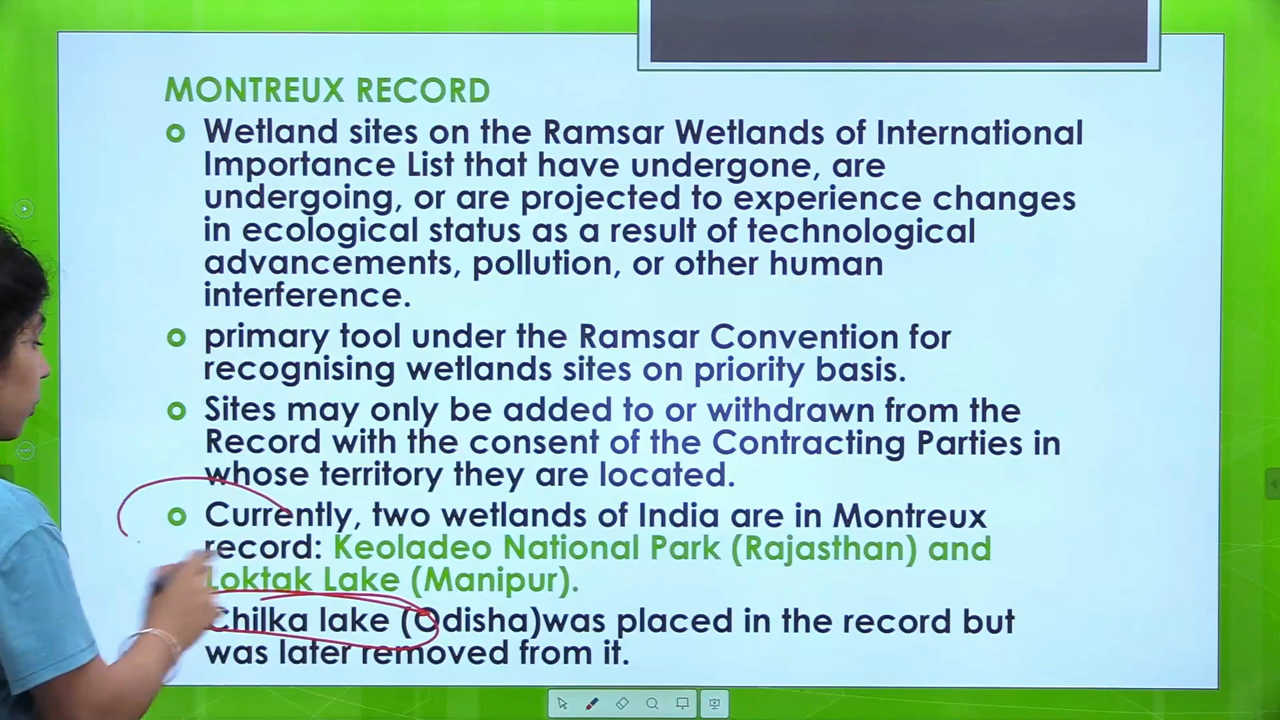 MONTREUX RECORD
Wetland sites on the Ramsar Wetlands of International
Importance List that have undergone, are
undergoing, or are projected to experience changes
in ecological status as a result of technological
advancements, pollution, or other human
interference.
primary tool under the Ramsar Convention for
recognising wetlands sites on priority basis.
Sites may only be added to or withdrawn from the
Record with the consent of the Contracting Parties in
whose territory they are located.
Currently, two wetlands of India are in Montreux
record: Keoladeo National Park (Rajasthan) and
Loktak Lake (Manipur).
Chilka lake (Odisha)was placed in the record but
was later removed from it.